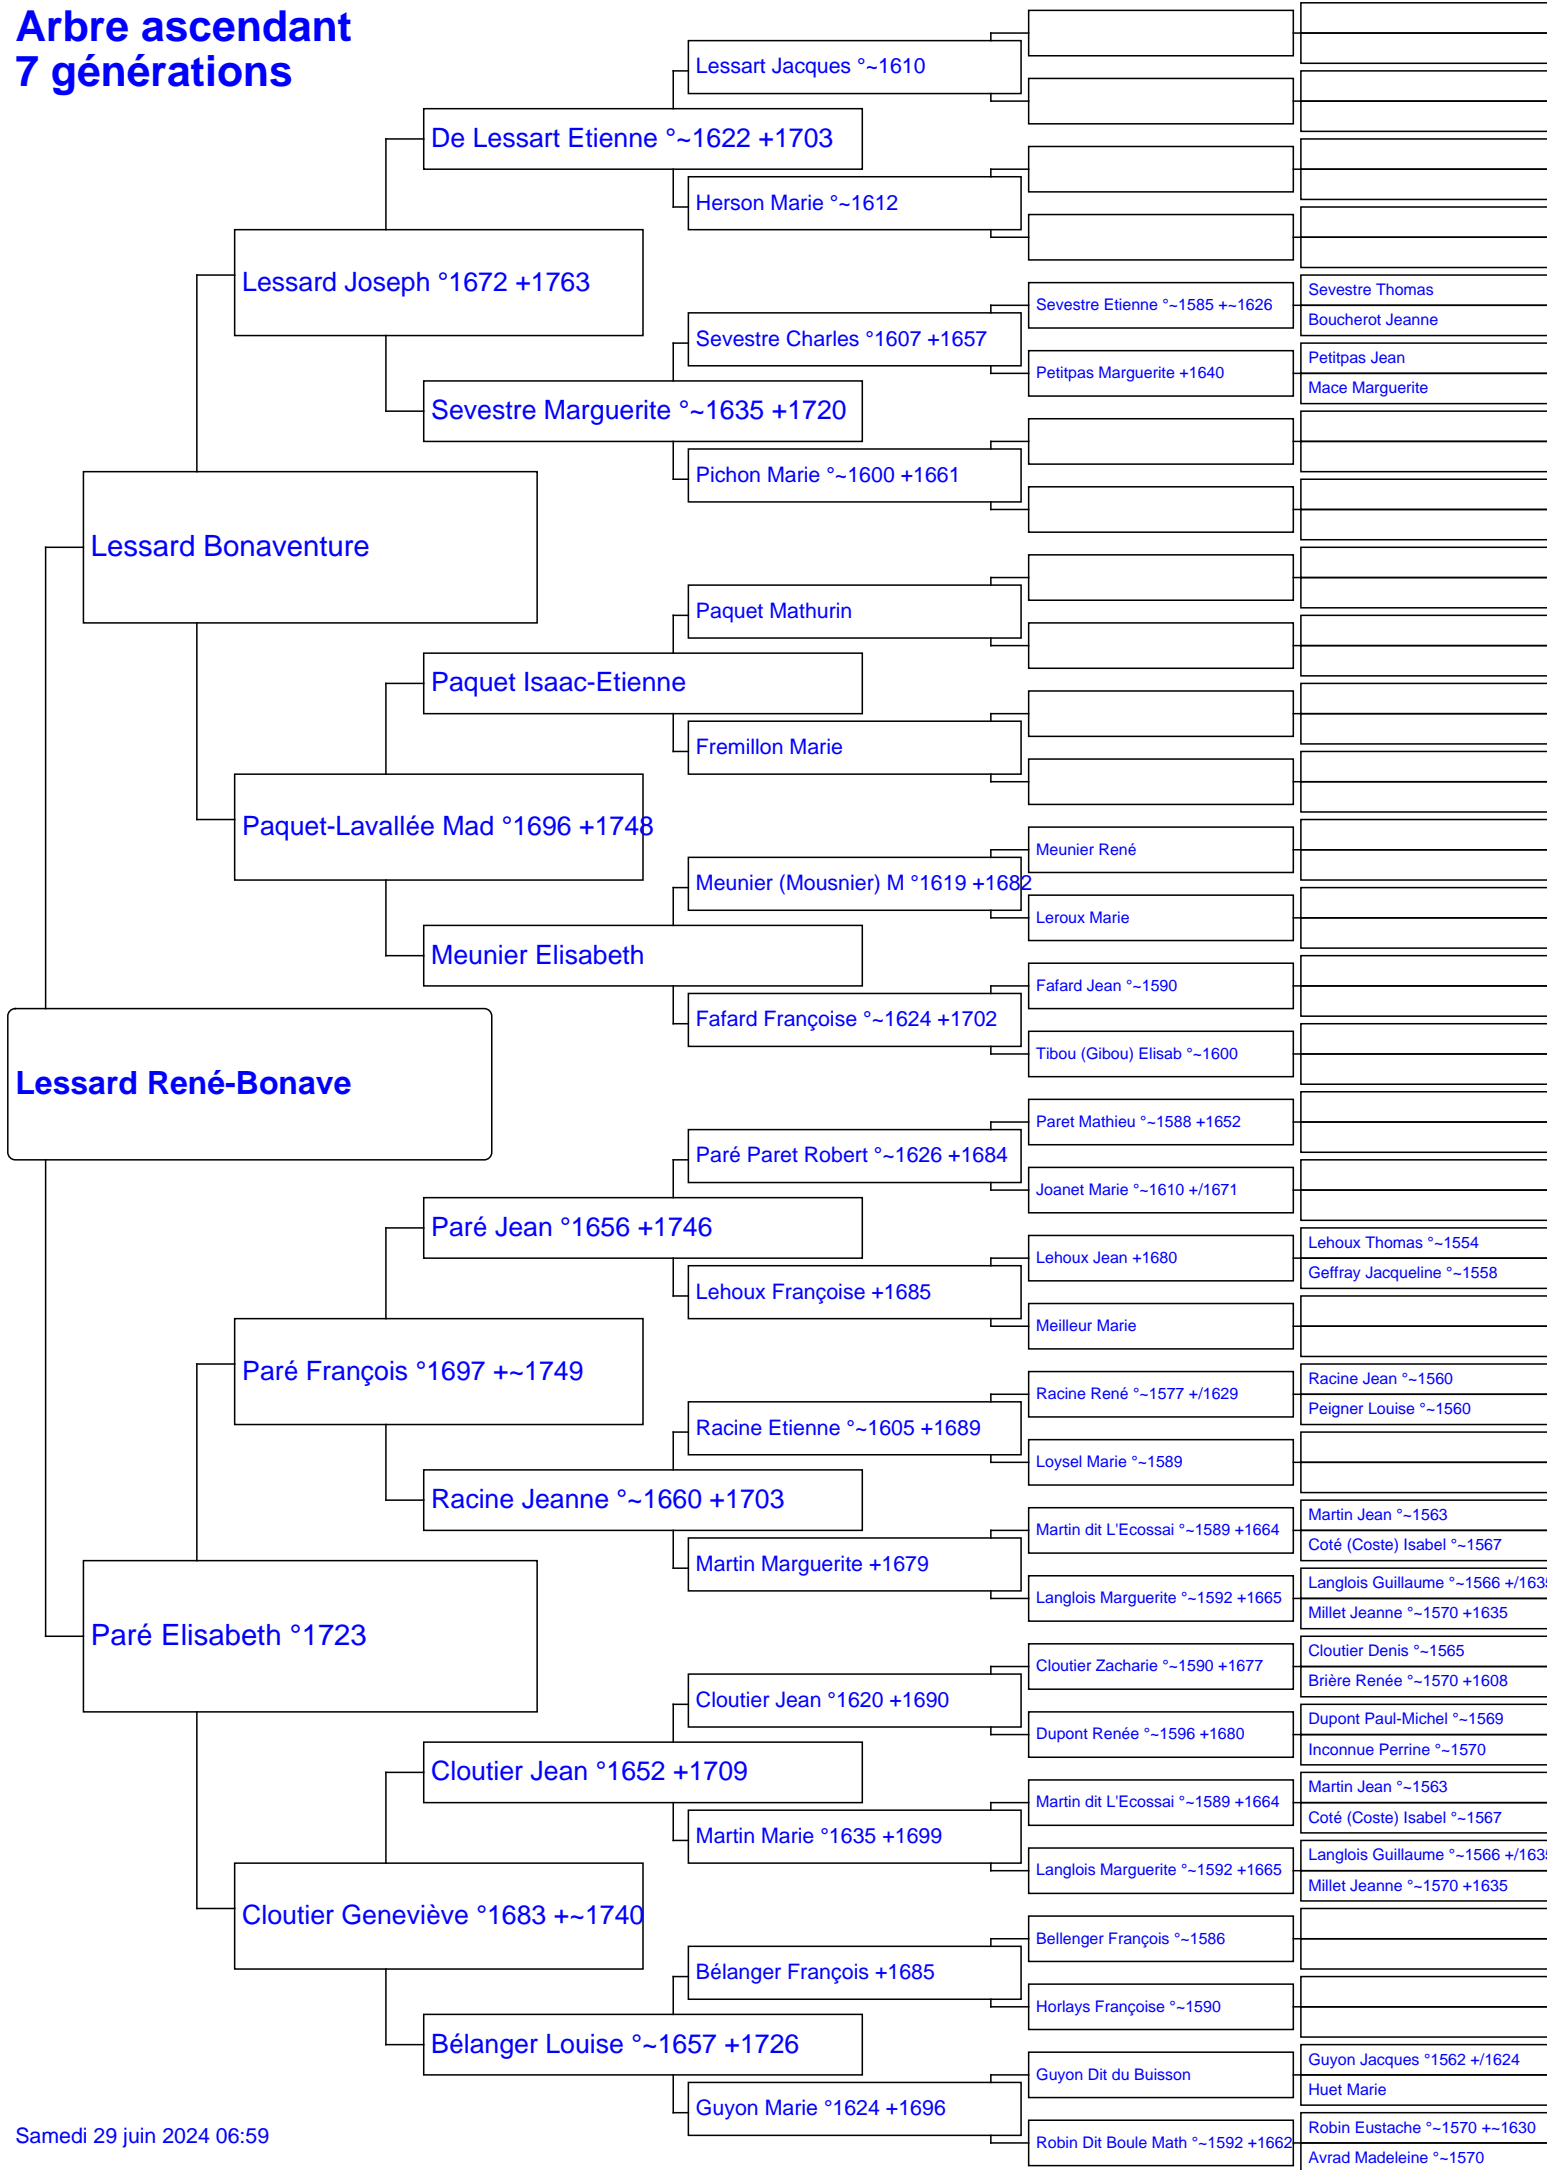 Arbre ascendant
7 générations
Lessart Jacques °~1610
De Lessart Etienne °~1622 +1703
Herson Marie °~1612
Lessard Joseph °1672 +1763
Sevestre Etienne °~1585 +~1626
Sevestre Thomas
Boucherot Jeanne
Sevestre Charles °1607 +1657
Petitpas Marguerite +1640
Petitpas Jean
Mace Marguerite
Sevestre Marguerite °~1635 +1720
Pichon Marie °~1600 +1661
Lessard Bonaventure
Paquet Mathurin
Paquet Isaac-Etienne
Fremillon Marie
Paquet-Lavallée Mad °1696 +1748
Meunier René
Meunier (Mousnier) M °1619 +1682
Leroux Marie
Meunier Elisabeth
Fafard Jean °~1590
Fafard Françoise °~1624 +1702
Tibou (Gibou) Elisab °~1600
Lessard René-Bonave
Paret Mathieu °~1588 +1652
Paré Paret Robert °~1626 +1684
Joanet Marie °~1610 +/1671
Paré Jean °1656 +1746
Lehoux Jean +1680
Lehoux Thomas °~1554
Geffray Jacqueline °~1558
Lehoux Françoise +1685
Meilleur Marie
Paré François °1697 +~1749
Racine René °~1577 +/1629
Racine Jean °~1560
Peigner Louise °~1560
Racine Etienne °~1605 +1689
Loysel Marie °~1589
Racine Jeanne °~1660 +1703
Martin dit L'Ecossai °~1589 +1664
Martin Jean °~1563
Coté (Coste) Isabel °~1567
Martin Marguerite +1679
Langlois Marguerite °~1592 +1665
Langlois Guillaume °~1566 +/1635
Millet Jeanne °~1570 +1635
Paré Elisabeth °1723
Cloutier Zacharie °~1590 +1677
Cloutier Denis °~1565
Brière Renée °~1570 +1608
Cloutier Jean °1620 +1690
Dupont Renée °~1596 +1680
Dupont Paul-Michel °~1569
Inconnue Perrine °~1570
Cloutier Jean °1652 +1709
Martin dit L'Ecossai °~1589 +1664
Martin Jean °~1563
Coté (Coste) Isabel °~1567
Martin Marie °1635 +1699
Langlois Marguerite °~1592 +1665
Langlois Guillaume °~1566 +/1635
Millet Jeanne °~1570 +1635
Cloutier Geneviève °1683 +~1740
Bellenger François °~1586
Bélanger François +1685
Horlays Françoise °~1590
Bélanger Louise °~1657 +1726
Guyon Dit du Buisson
Guyon Jacques °1562 +/1624
Huet Marie
Guyon Marie °1624 +1696
Robin Dit Boule Math °~1592 +1662
Robin Eustache °~1570 +~1630
Avrad Madeleine °~1570
Samedi 29 juin 2024 06:59